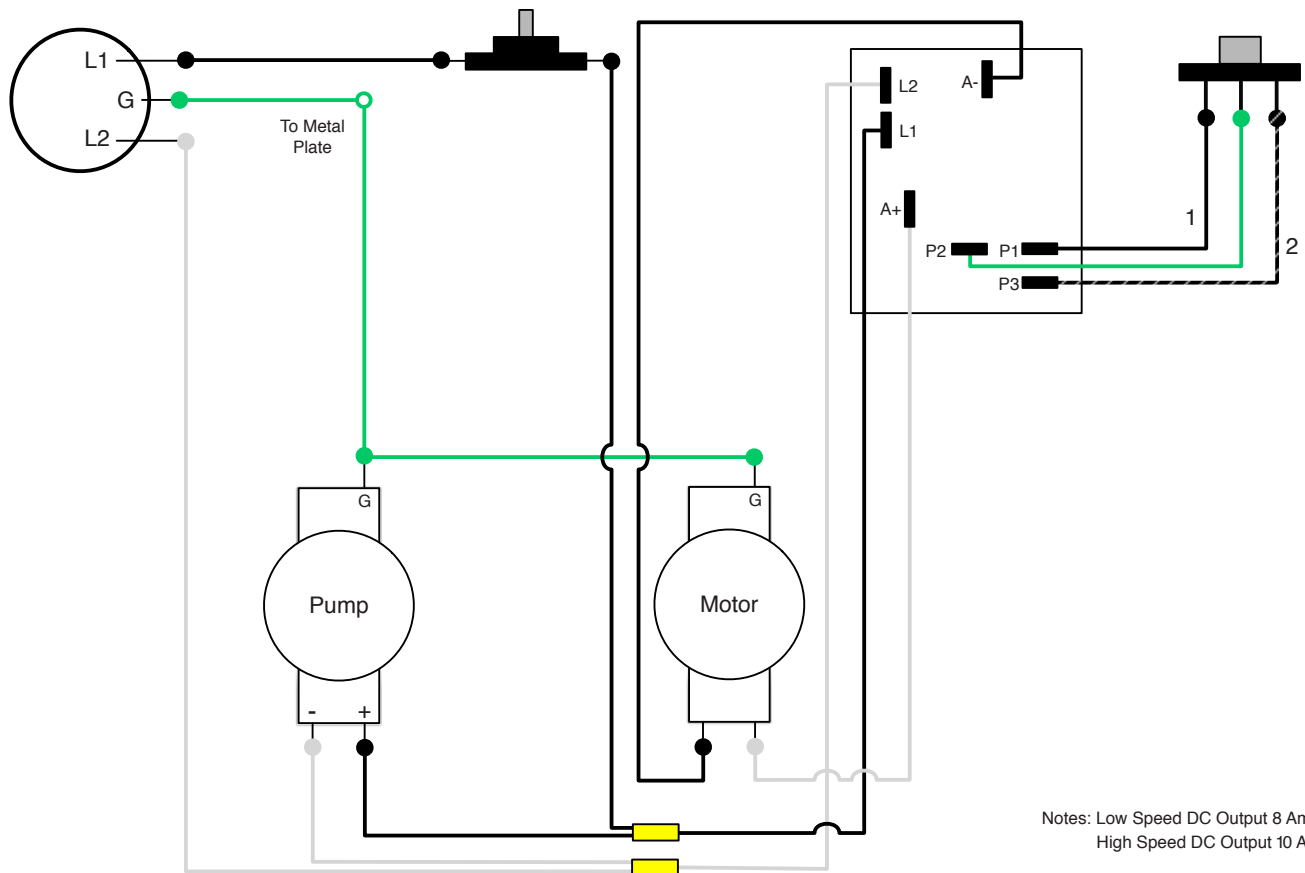 L1
G
L2
To Metal
Plate
L2
A-
L1
A+
P2
P1
P3
1
2
G
G
Pump
Motor
-
+
Notes: Low Speed DC Output 8
High Speed DC Output 10